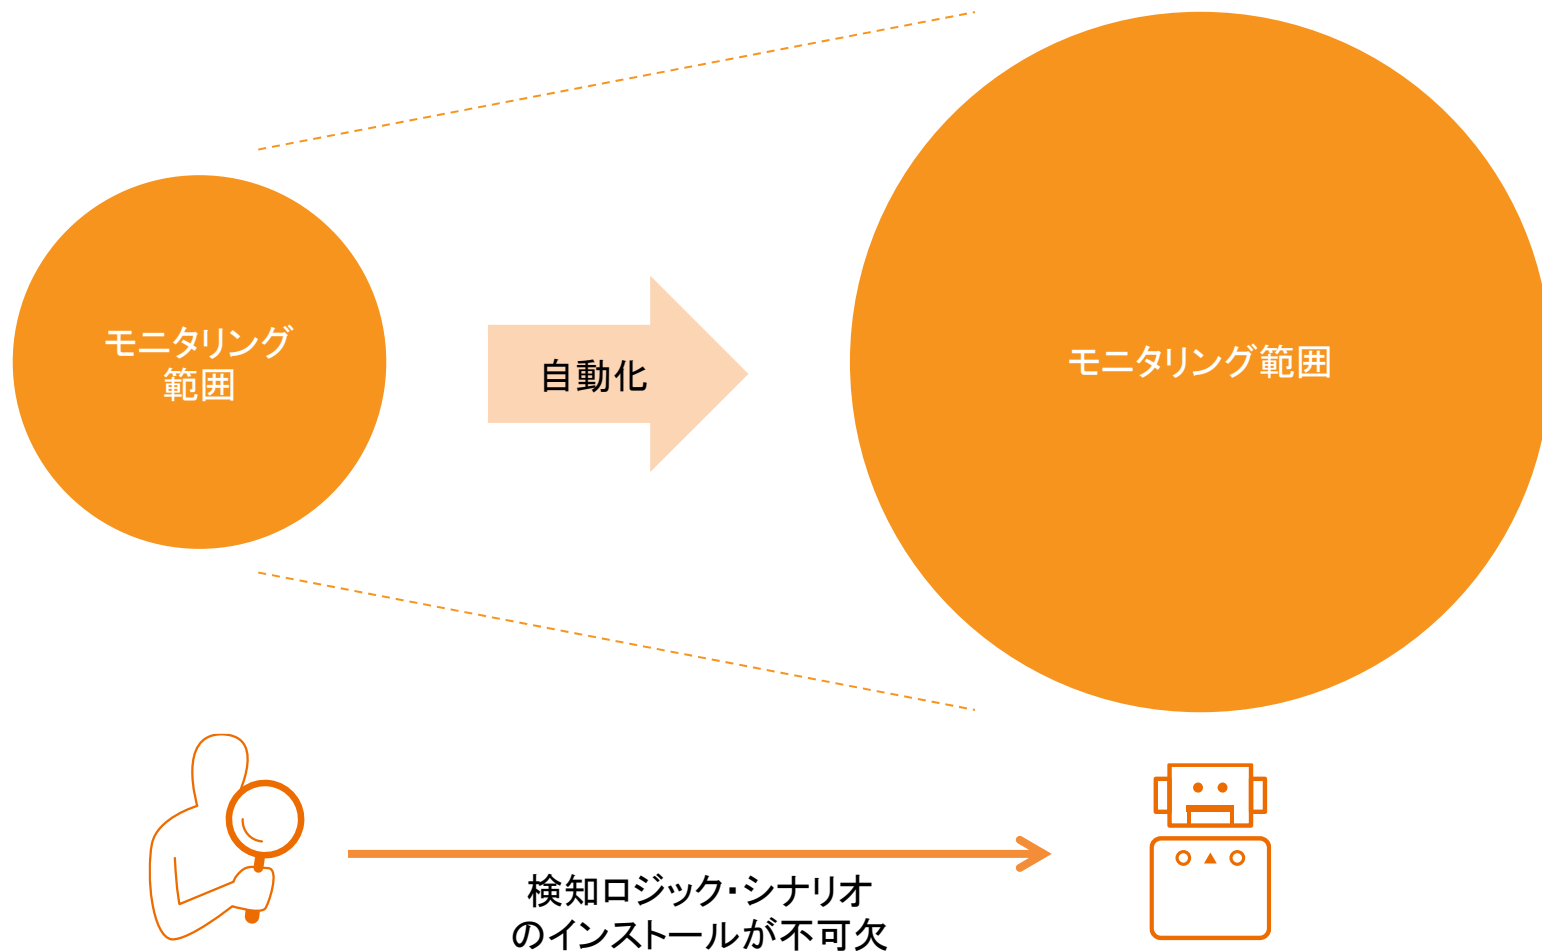 モニタリング
範囲
自動化
モニタリング範囲
検知ロジック・シナリオ
のインストールが不可欠